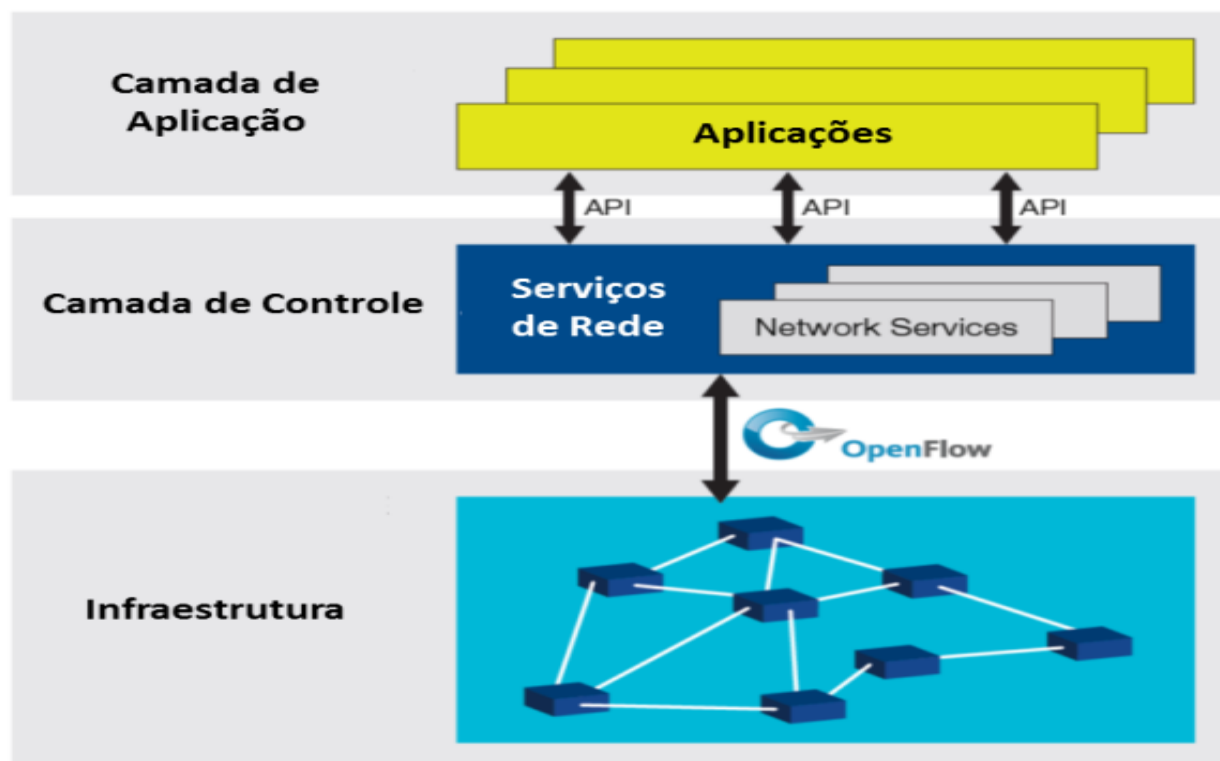 Camada de
Aplicação
Aplicações
API
API
API
Camada de Controle
Serviços
de Rede
Network Services
OpenFlow
Infraestrutura